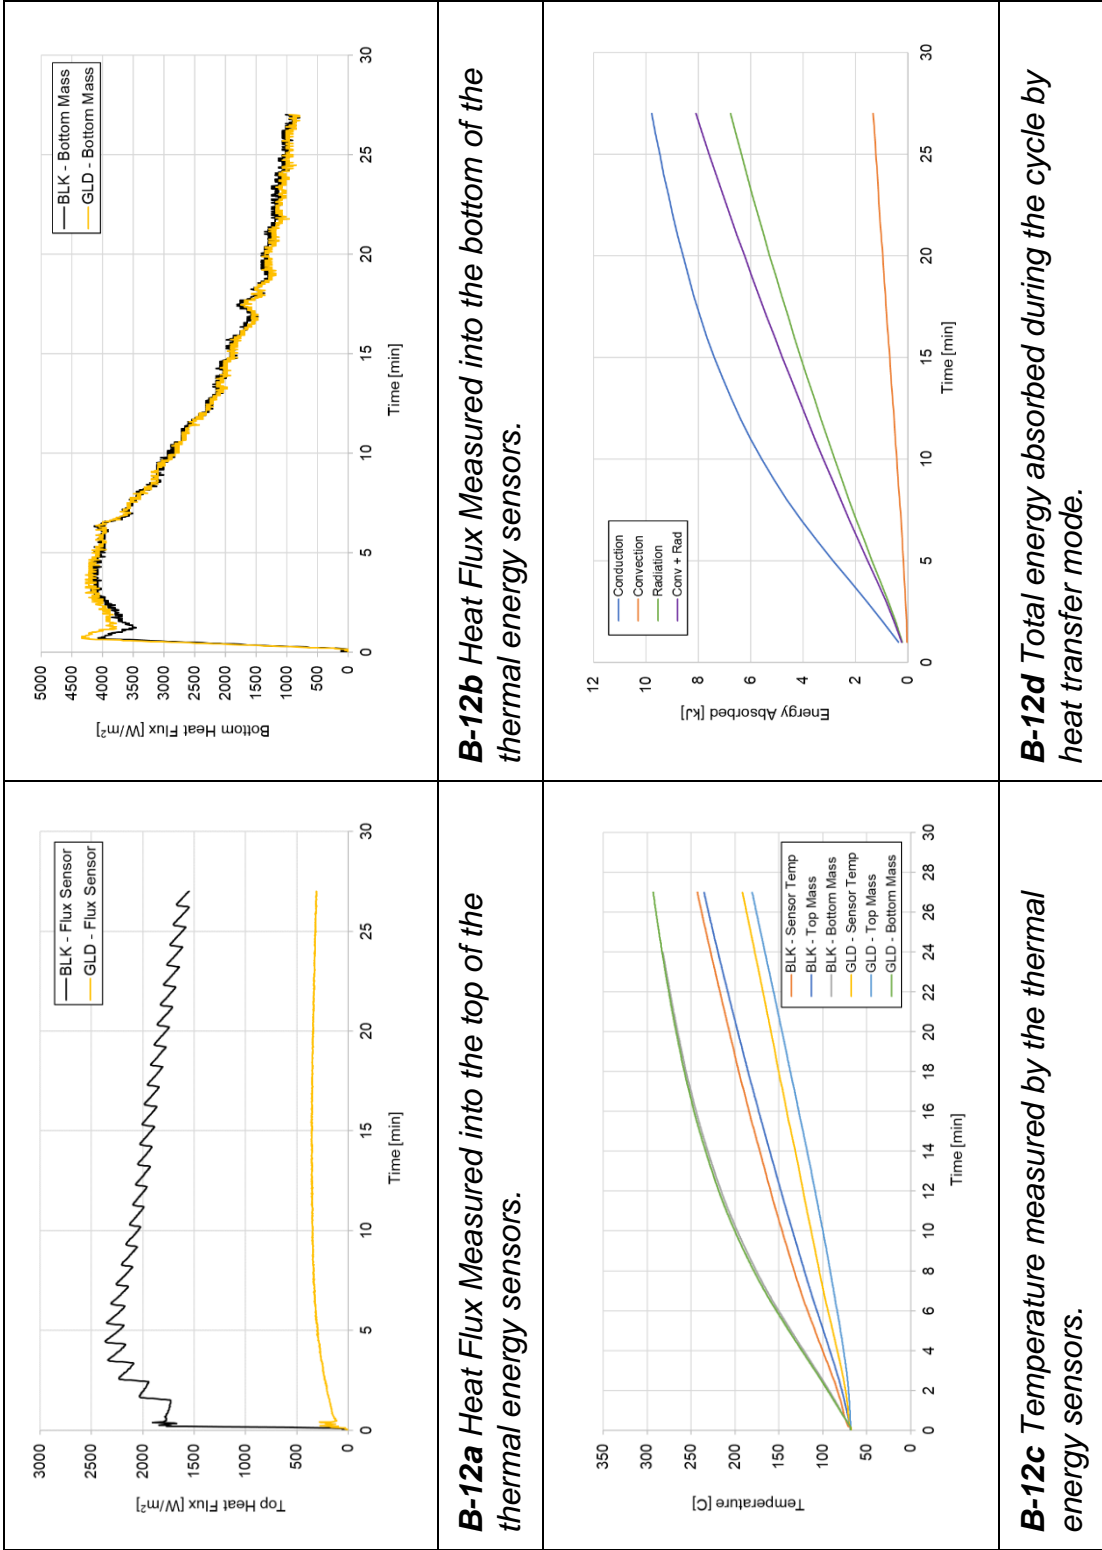 3000
2500
2000
1500
1000
500
0
0
5
10
15
20
25
30
Top Heat Flux [W/m²]
Time [min]
BLK - Flux Sensor
GLD - Flux Sensor
B-12a Heat Flux Measured into the top of the
thermal energy sensors.
5000
4500
4000
3500
3000
2500
2000
1500
1000
500
0
0
5
10
15
20
25
30
Bottom Heat Flux [W/m²]
Time [min]
BLK - Bottom Mass
GLD - Bottom Mass
B-12b Heat Flux Measured into the bottom of the
thermal energy sensors.
350
300
250
200
150
100
50
0
0
2
4
6
8
10
12
14
16
18
20
22
24
26
28
30
Temperature [C]
Time [min]
BLK - Sensor Temp
BLK - Top Mass
BLK - Bottom Mass
GLD - Sensor Temp
GLD - Top Mass
GLD - Bottom Mass
B-12c Temperature measured by the thermal
energy sensors.
12
10
8
6
4
2
0
0
5
10
15
20
25
30
Energy Absorbed [kJ]
Time [min]
Conduction
Convection
Radiation
Conv + Rad
B-12d Total energy absorbed during the cycle by
heat transfer mode.